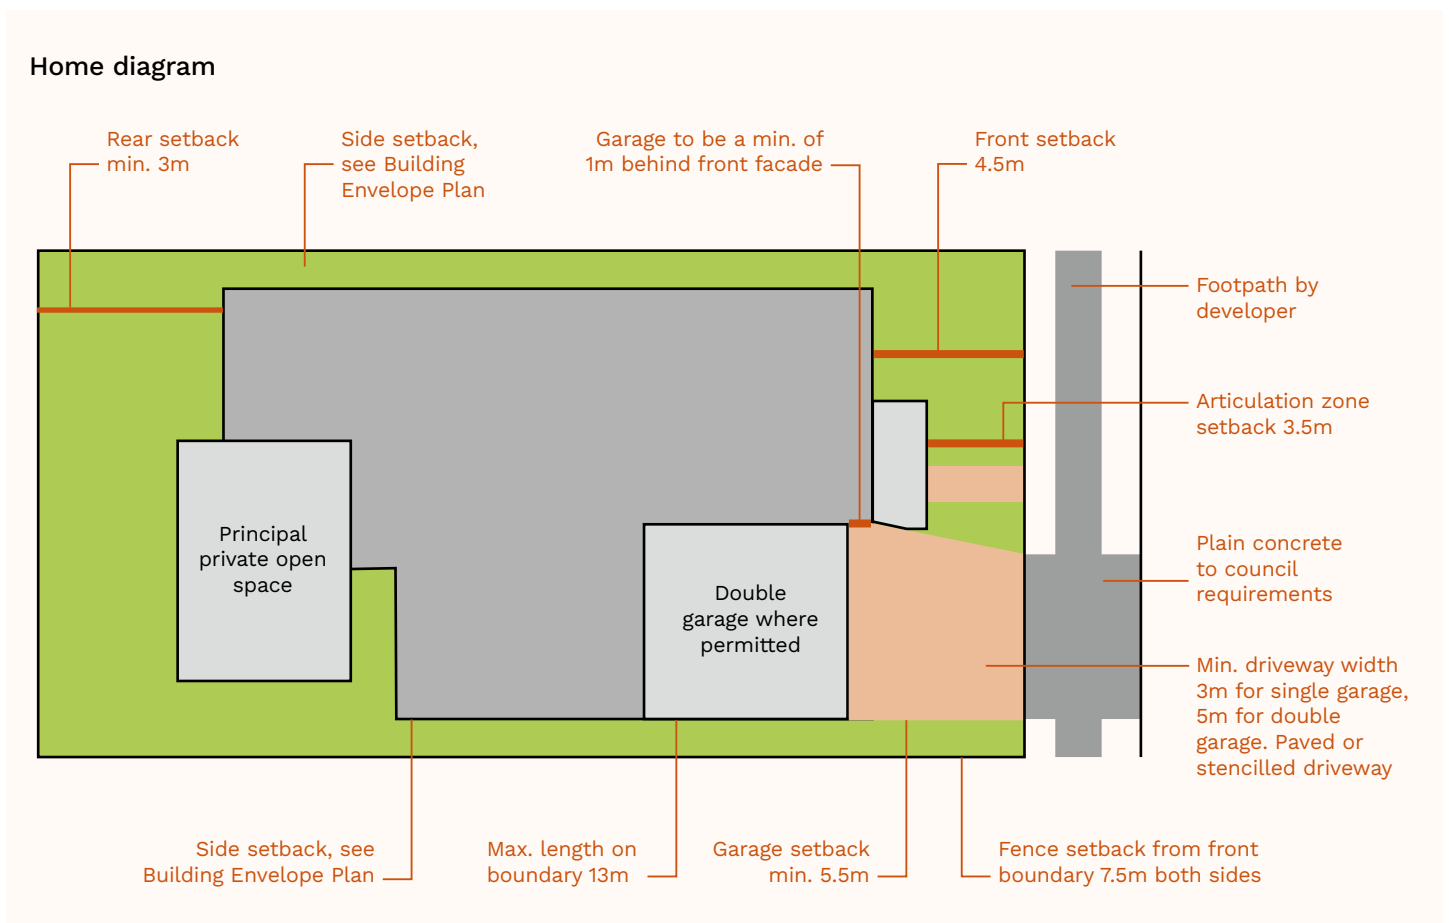 Home diagram
Rear setback
min. 3m
Side setback,
see Building
Envelope Plan
Garage to be a min. of
1m behind front facade
Front setback
4.5m
Footpath by
developer
Articulation zone
setback 3.5m
Principal
private open
space
Double
garage where
permitted
Plain concrete
to council
requirements
Min. driveway width
3m for single garage,
5m for double
garage. Paved or
stencilled driveway
Side setback, see
Building Envelope Plan
Max. length on
boundary 13m
Garage setback
min. 5.5m
Fence setback from front
boundary 7.5m both sides